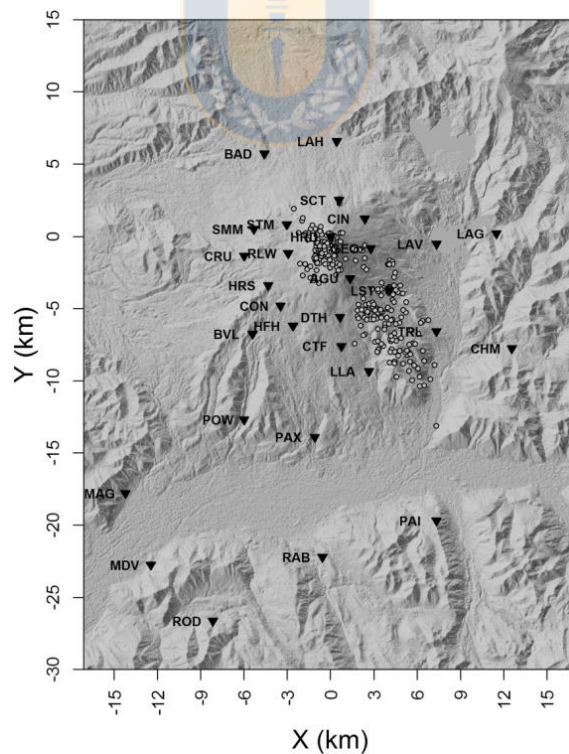 15
10
5
0
-5
-10
-15
-20
-25
-30
Y (km)
LAH
BAD
SCT
CIN
STM
SMM
HRD
LAG
LAV
RLW
CRU
AGU
HRS
LST
CON
DTH
HFH
BVL
TRL
CTF
CHM
LLA
POW
PAX
MAG
PAI
RAB
MDV
ROD
-15
-12
-9
-6
-3
0
3
6
9
12
15
X (km)